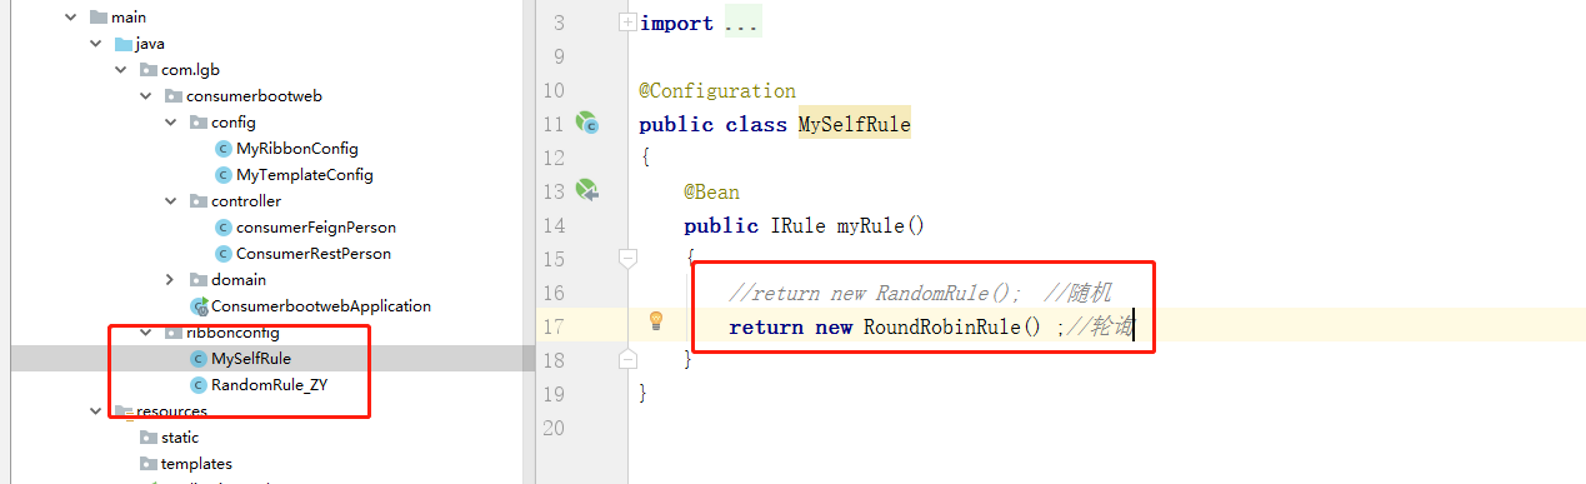 main
java
com.lgb
consumerbootweb
config
MyRibbonConfig
MyTemplateConfig
controller
consumerFeignPerson
ConsumerRestPerson
domain
ConsumerbootwebApplication
ribbonconfig
MySelfRule
RandomRule_ZY
resources
static
templates
3 import ...
9
10 @Configuration
11 public class MySelfRule
12 {
13 @Bean
14 public IRule myRule()
15 {
16 //return new RandomRule(); //随机
17 return new RoundRobinRule() ;//轮询
18 }
19 }
20